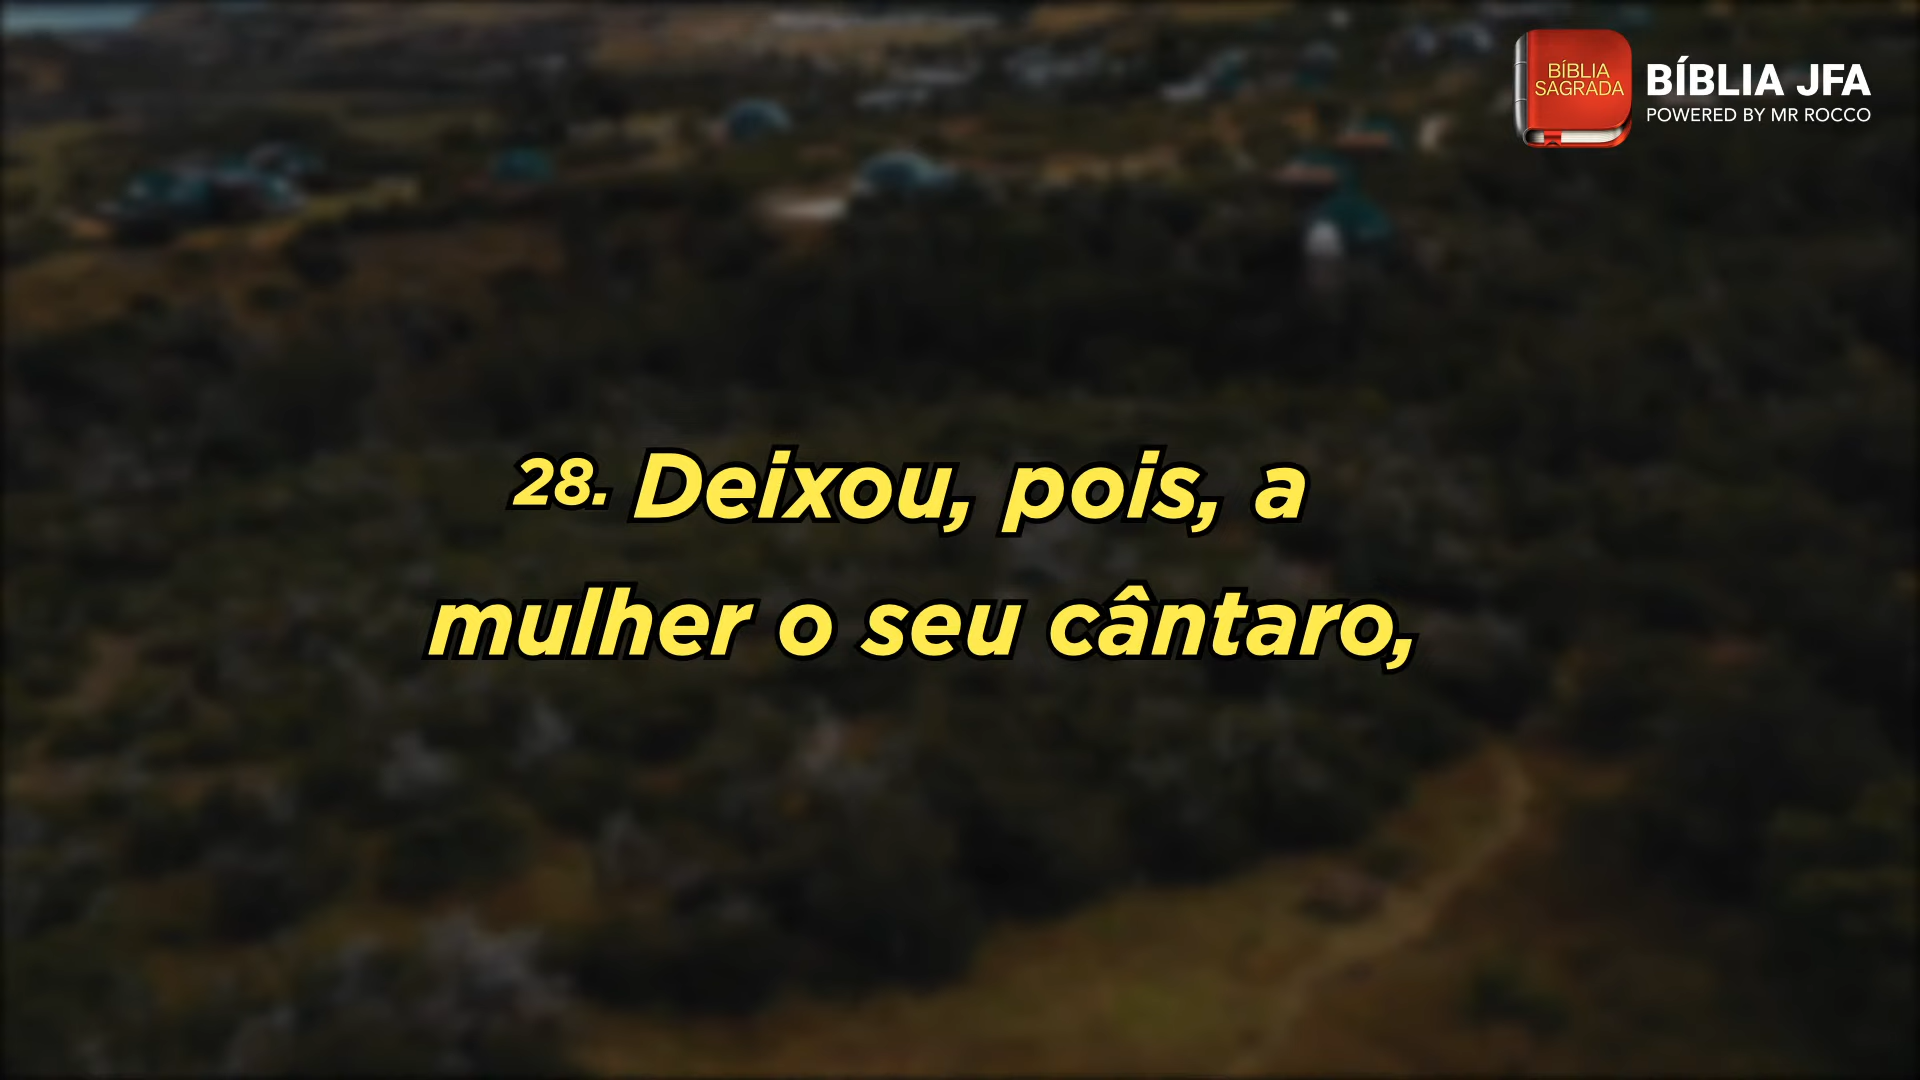 BÍBLIA
SAGRADA
BÍBLIA JFA
POWERED BY MR ROCCO
28. Deixou, pois, a
mulher o seu cântaro,